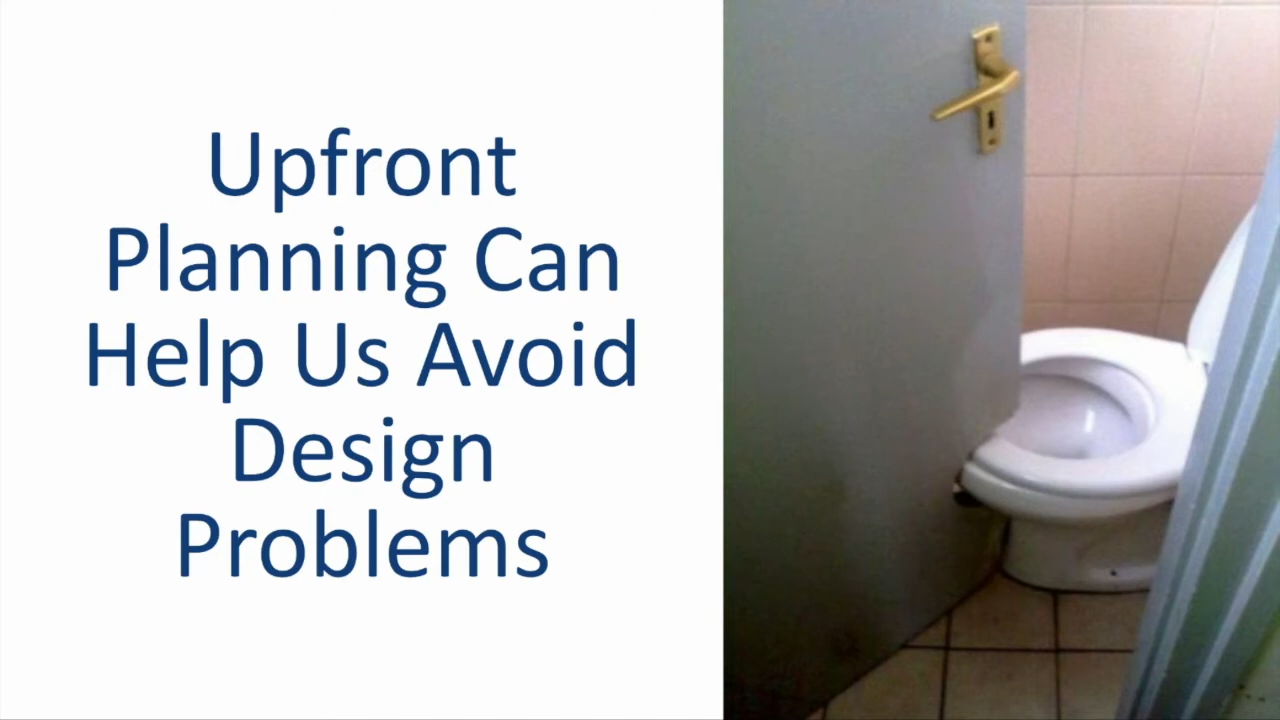 Upfront
Planning Can
Help Us Avoid
Design
Problems